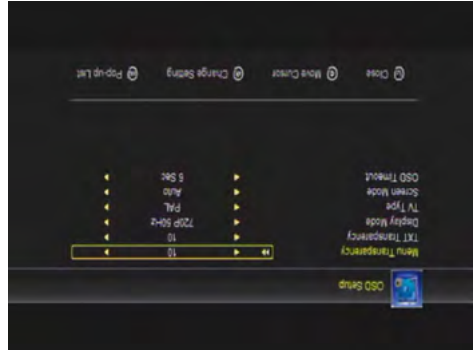 OSD Setup
Menu Transparency 10
TXT Transparency 10
Display Mode 720P 50Hz
TV Type PAL
Screen Mode Auto
OSD Timeout 5 Sec
Close Move Cursor Change Setting Pop-up List